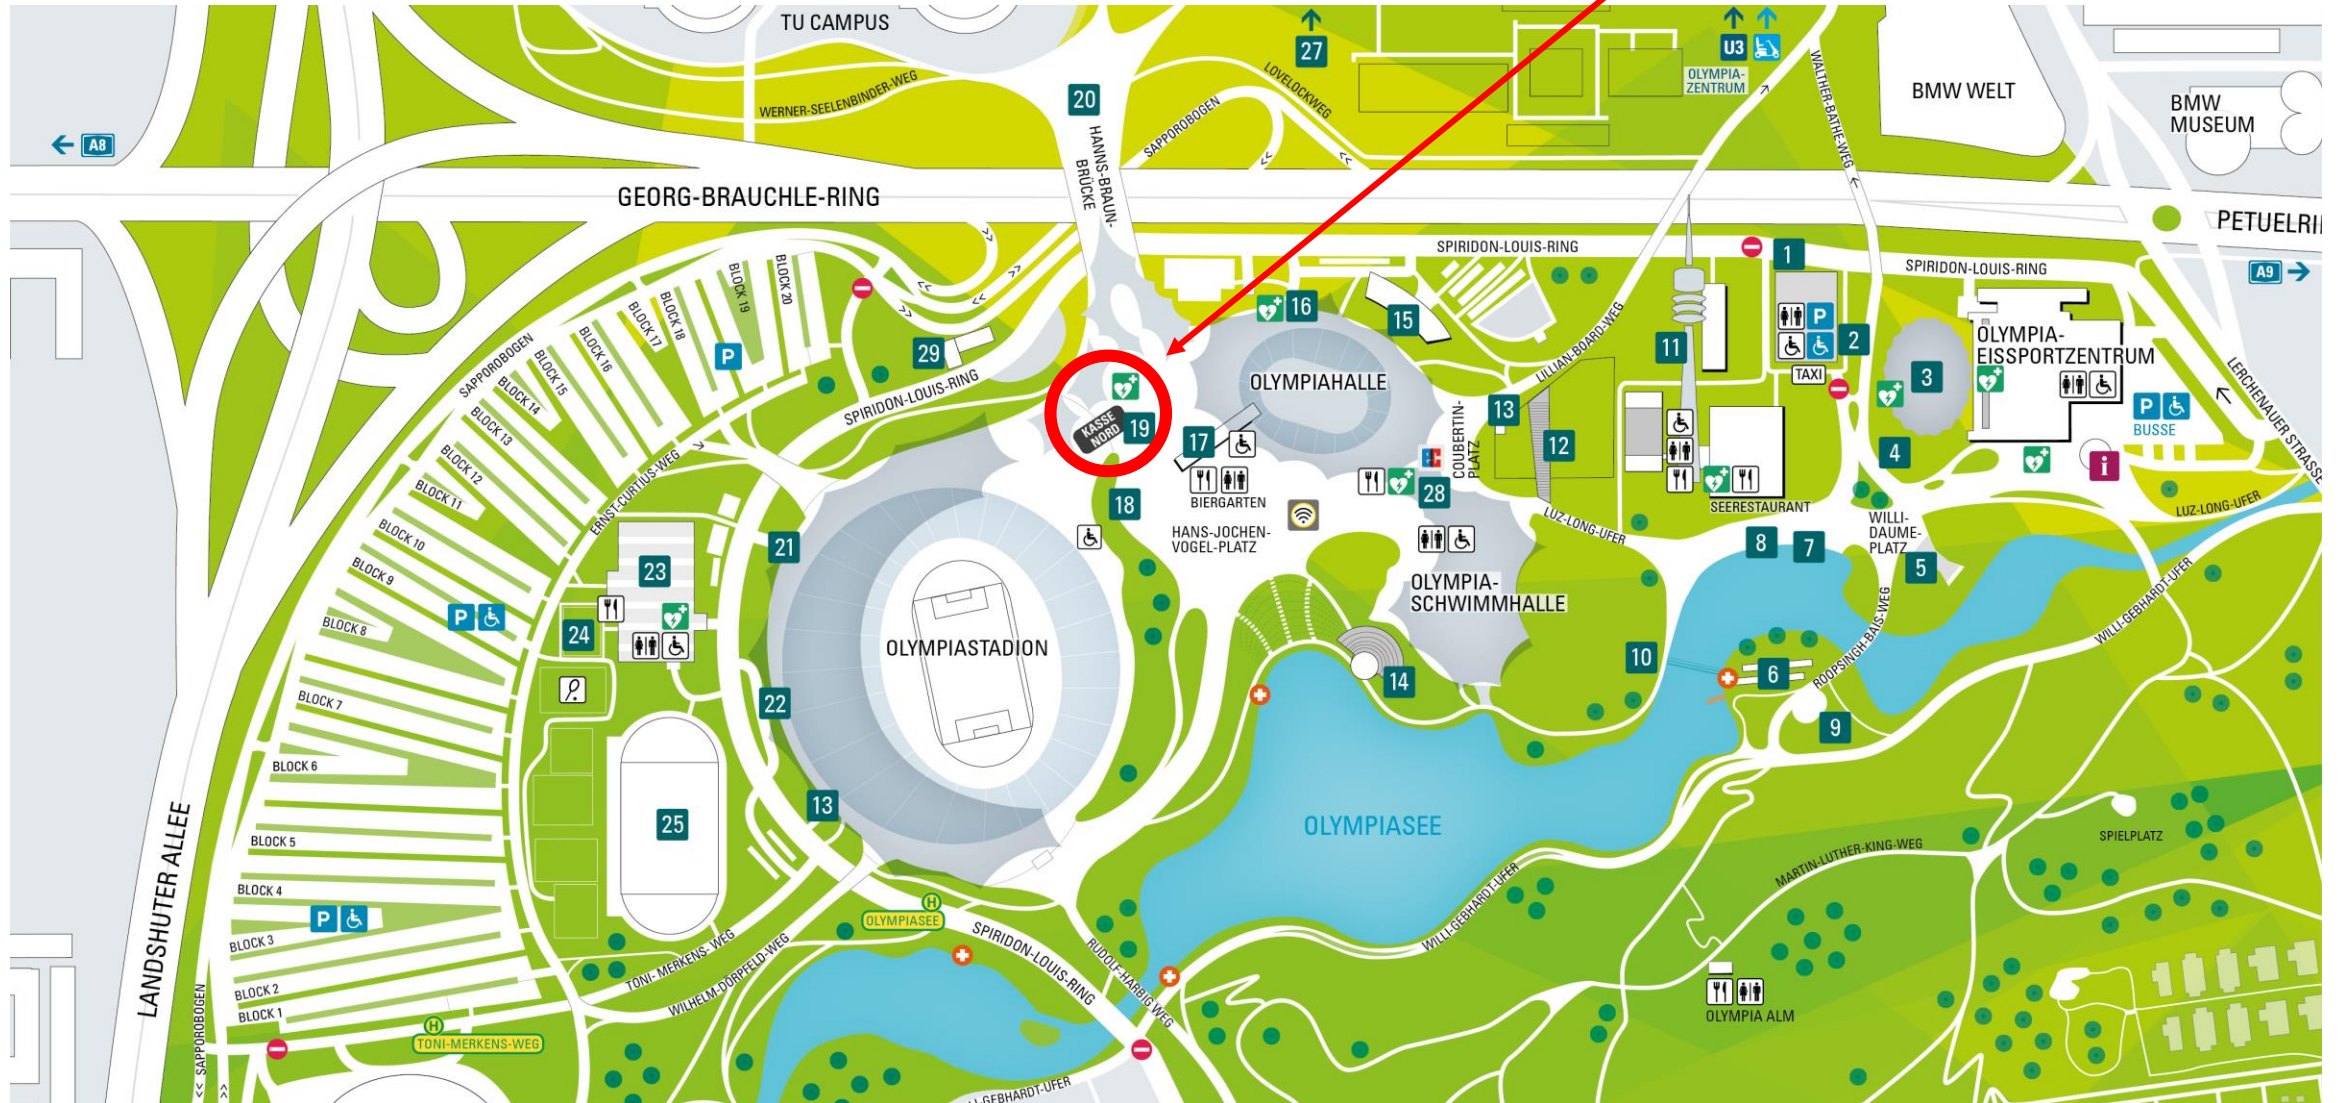 TU CAMPUS
27
U3
OLYMPIA-
ZENTRUM
BMW WELT
BMW
MUSEUM
WERNER-SEELENBINDER-WEG
20
LOVELOCKWEG
SAPPOROBOGEN
WALTHER-BATHE-WEG
A8
HANNS-BRAUN-
BRÜCKE
GEORG-BRAUCHLE-RING
PETUELRI
SPIRIDON-LOUIS-RING
1
SPIRIDON-LOUIS-RING
A9
BLOCK 20
BLOCK 19
BLOCK 18
BLOCK 17
BLOCK 16
BLOCK 15
BLOCK 14
BLOCK 13
BLOCK 12
BLOCK 11
BLOCK 10
BLOCK 9
BLOCK 8
BLOCK 7
BLOCK 6
BLOCK 5
BLOCK 4
BLOCK 3
BLOCK 2
BLOCK 1
P
P
P
SAPPOROBOGEN
ERNST-CURTIUS-WEG
SPIRIDON-LOUIS-RING
29
16
15
LILLIAN-BOARD-WEG
11
P
2
TAXI
3
OLYMPIA-
EISSPORTZENTRUM
P
BUSSE
LERCHENAUER STRASSE
OLYMPIAHALLE
KASSE
NORD
19
17
COUBERTIN-
PLATZ
13
12
4
i
BIERGARTEN
18
28
SEERESTAURANT
LUZ-LONG-UFER
LUZ-LONG-UFER
HANS-JOCHEN-
VOGEL-PLATZ
WILLI-
DAUME-
PLATZ
8
7
5
21
23
24
OLYMPIA-
SCHWIMMHALLE
OLYMPIASTADION
14
10
6
ROOPSINGH-BAIS-WEG
WILLI-GEBHARDT-UFER
22
9
13
25
OLYMPIASEE
SPIELPLATZ
MARTIN-LUTHER-KING-WEG
LANDSHUTER ALLEE
H
OLYMPIASEE
SPIRIDON-LOUIS-RING
RUDOLF-HARBIG WEG
WILLI-GEBHARDT-UFER
TONI- MERKENS- WEG
WILHELM-DÖRPFELD-WEG
OLYMPIA ALM
H
TONI-MERKENS-WEG
<< SAPPOROBOGEN
LI-GEBHARDT-UFER